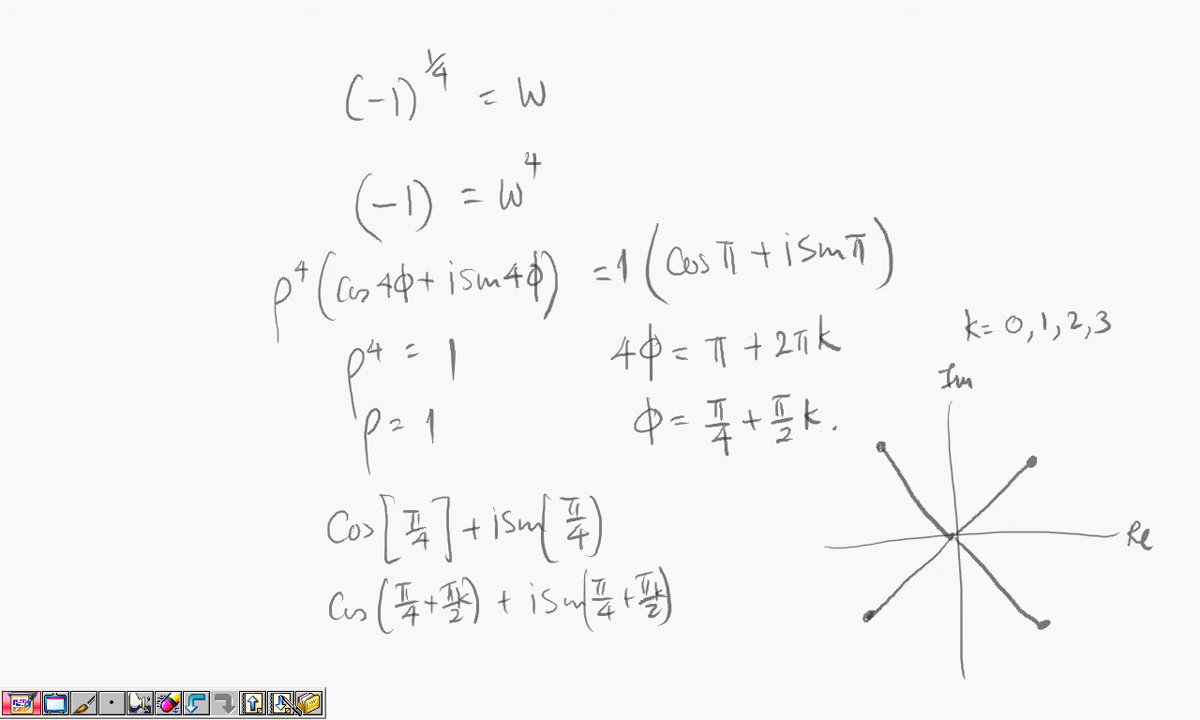 (-1)^{1/4} = W
(-1) = W^4
ρ^4 (Cos 4ϕ + i Sin 4ϕ) = 1 (Cos π + i Sin π)
k = 0, 1, 2, 3
ρ^4 = 1
4ϕ = π + 2πk
ρ = 1
ϕ = π/4 + π/2 k.
Im
Re
Cos [π/4] + i Sin (π/4)
Cos (π/4 + πk/2) + i Sin (π/4 + πk/2)